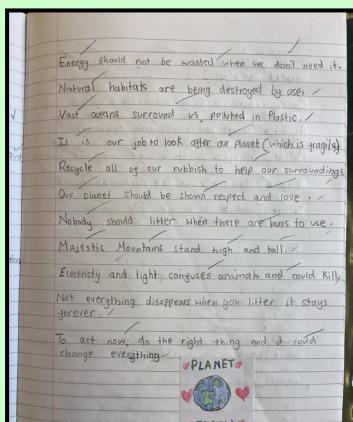 Energy should not be wasted when we don't need it.
Natural habitats are being destroyed by use.
Vast oceans surround us, polluted in Plastic.
It is our job to look after our planet (which is fragile)
Recycle all of our rubbish to help our surroundings
Our planet should be shown respect and love.
Nobody should litter when there are bins to use.
Majestic Mountains stand high and tall.
Electricty and light, confuses animals and could kill,
Not everything disappears when you litter it stays
forever.
To act now, do the right thing and it could
change everything
PLANET